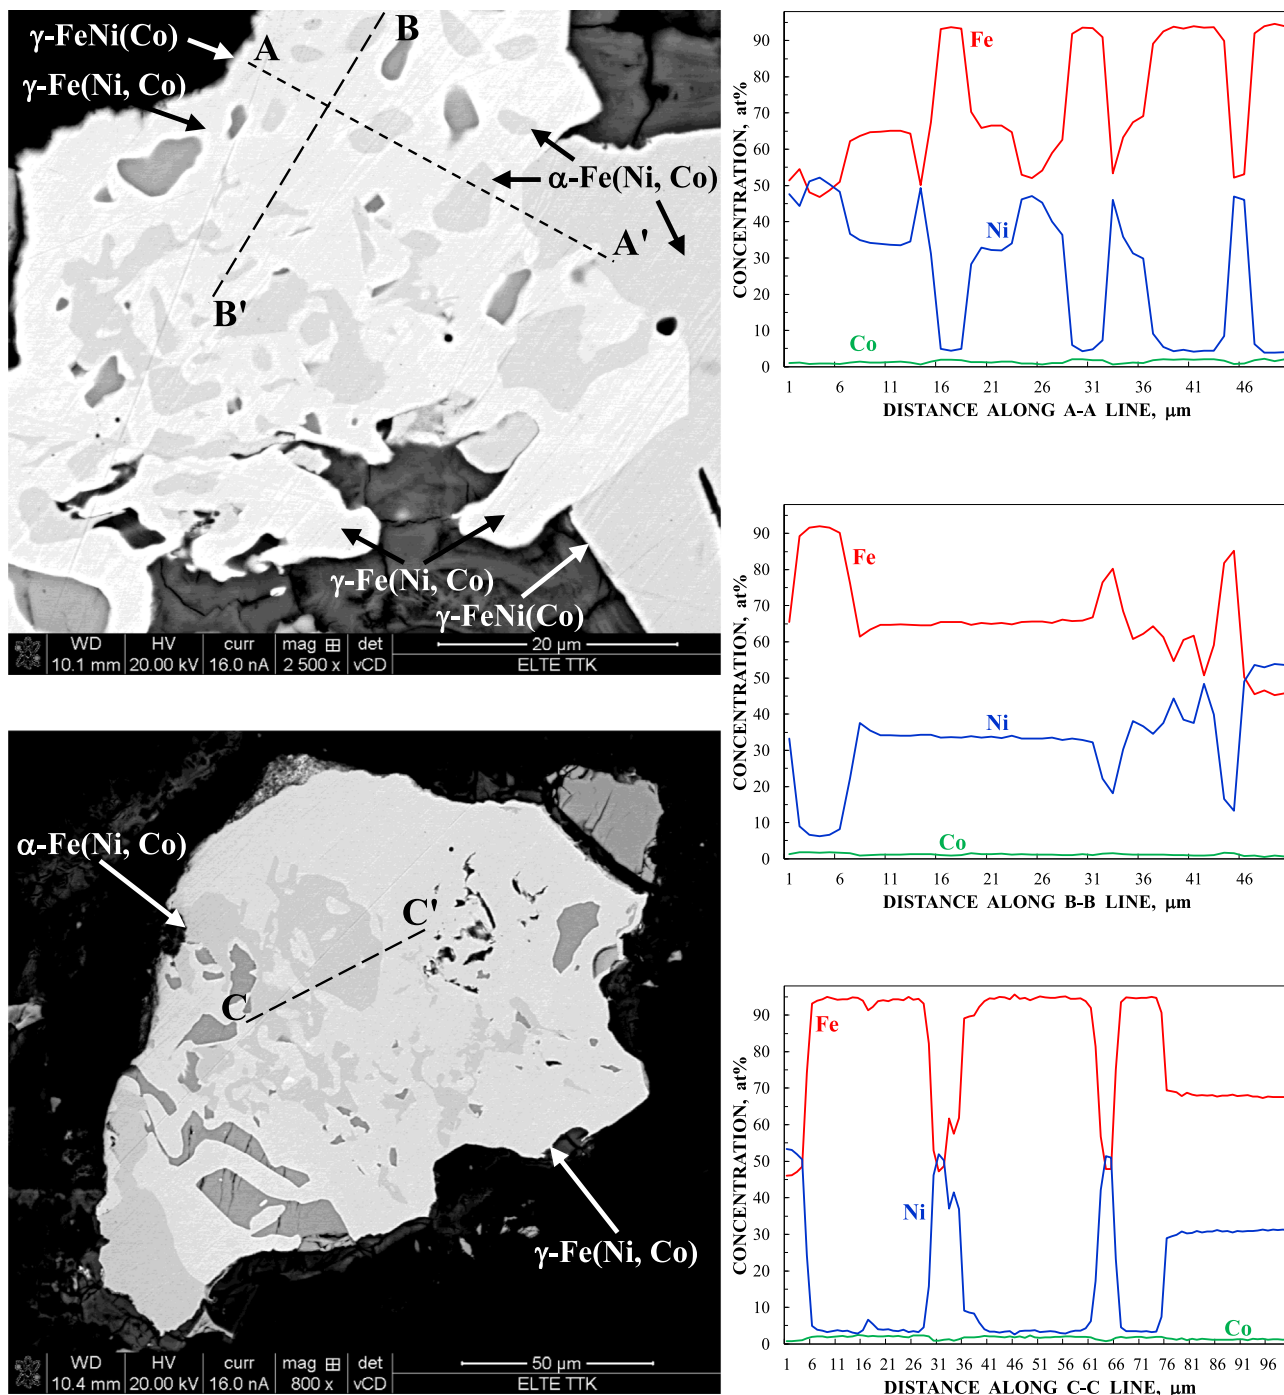 γ-FeNi(Co)
A
B
γ-Fe(Ni, Co)
α-Fe(Ni, Co)
A'
B'
γ-Fe(Ni, Co)
γ-FeNi(Co)
WD HV curr mag ⊞ det
10.1 mm 20.00 kV 16.0 nA 2 500 x vCD
20 µm
ELTE TTK
α-Fe(Ni, Co)
C'
C
γ-Fe(Ni, Co)
WD HV curr mag ⊞ det
10.4 mm 20.00 kV 16.0 nA 800 x vCD
50 µm
ELTE TTK
CONCENTRATION, at%
90
80
70
60
50
40
30
20
10
0
Fe
Ni
Co
1 6 11 16 21 26 31 36 41 46
DISTANCE ALONG A-A LINE, µm
CONCENTRATION, at%
90
80
70
60
50
40
30
20
10
0
Fe
Ni
Co
1 6 11 16 21 26 31 36 41 46
DISTANCE ALONG B-B LINE, µm
CONCENTRATION, at%
90
80
70
60
50
40
30
20
10
0
Fe
Ni
Co
1 6 11 16 21 26 31 36 41 46 51 56 61 66 71 76 81 86 91 96
DISTANCE ALONG C-C LINE, µm